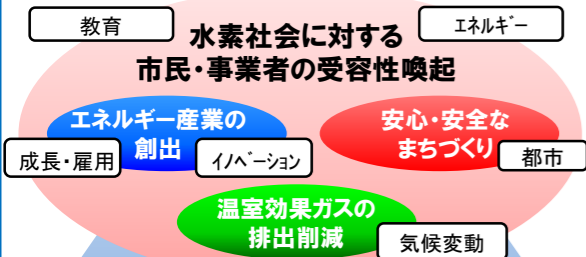 教育
エネルギー
水素社会に対する
市民・事業者の受容性喚起
エネルギー産業の
創出
安心・安全な
まちづくり
成長・雇用
イノベーション
都市
温室効果ガスの
排出削減
気候変動